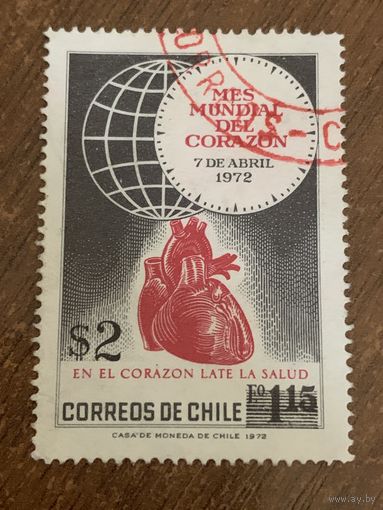 MES
MUNDIAL
DEL
CORAZON
7 DE ABRIL
1972
$2
EN EL CORÁZON LATE LA SALUD
CORREOS DE CHILE Eo 1.15
CASA DE MONEDA DE CHILE 1972
www.ay.by